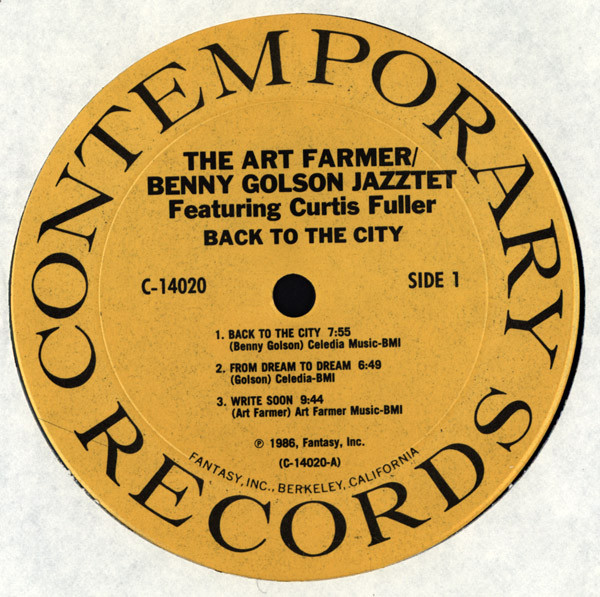 CONTEMPORARY RECORDS
THE ART FARMER/
BENNY GOLSON JAZZTET
Featuring Curtis Fuller
BACK TO THE CITY
C-14020
SIDE 1
1. BACK TO THE CITY 7:55
(Benny Golson) Celedia Music-BMI
2. FROM DREAM TO DREAM 6:49
(Golson) Celedia-BMI
3. WRITE SOON 9:44
(Art Farmer) Art Farmer Music-BMI
℗ 1986, Fantasy, Inc.
(C-14020-A)
FANTASY, INC., BERKELEY, CALIFORNIA